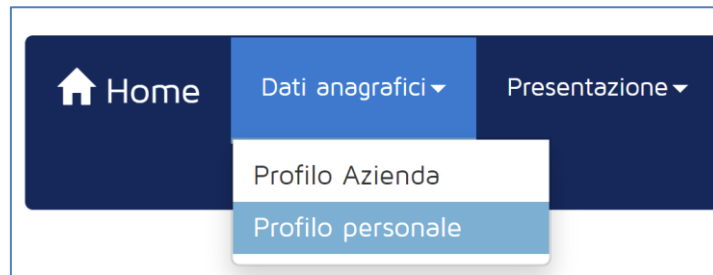 Home
Dati anagrafici
Presentazione
Profilo Azienda
Profilo personale